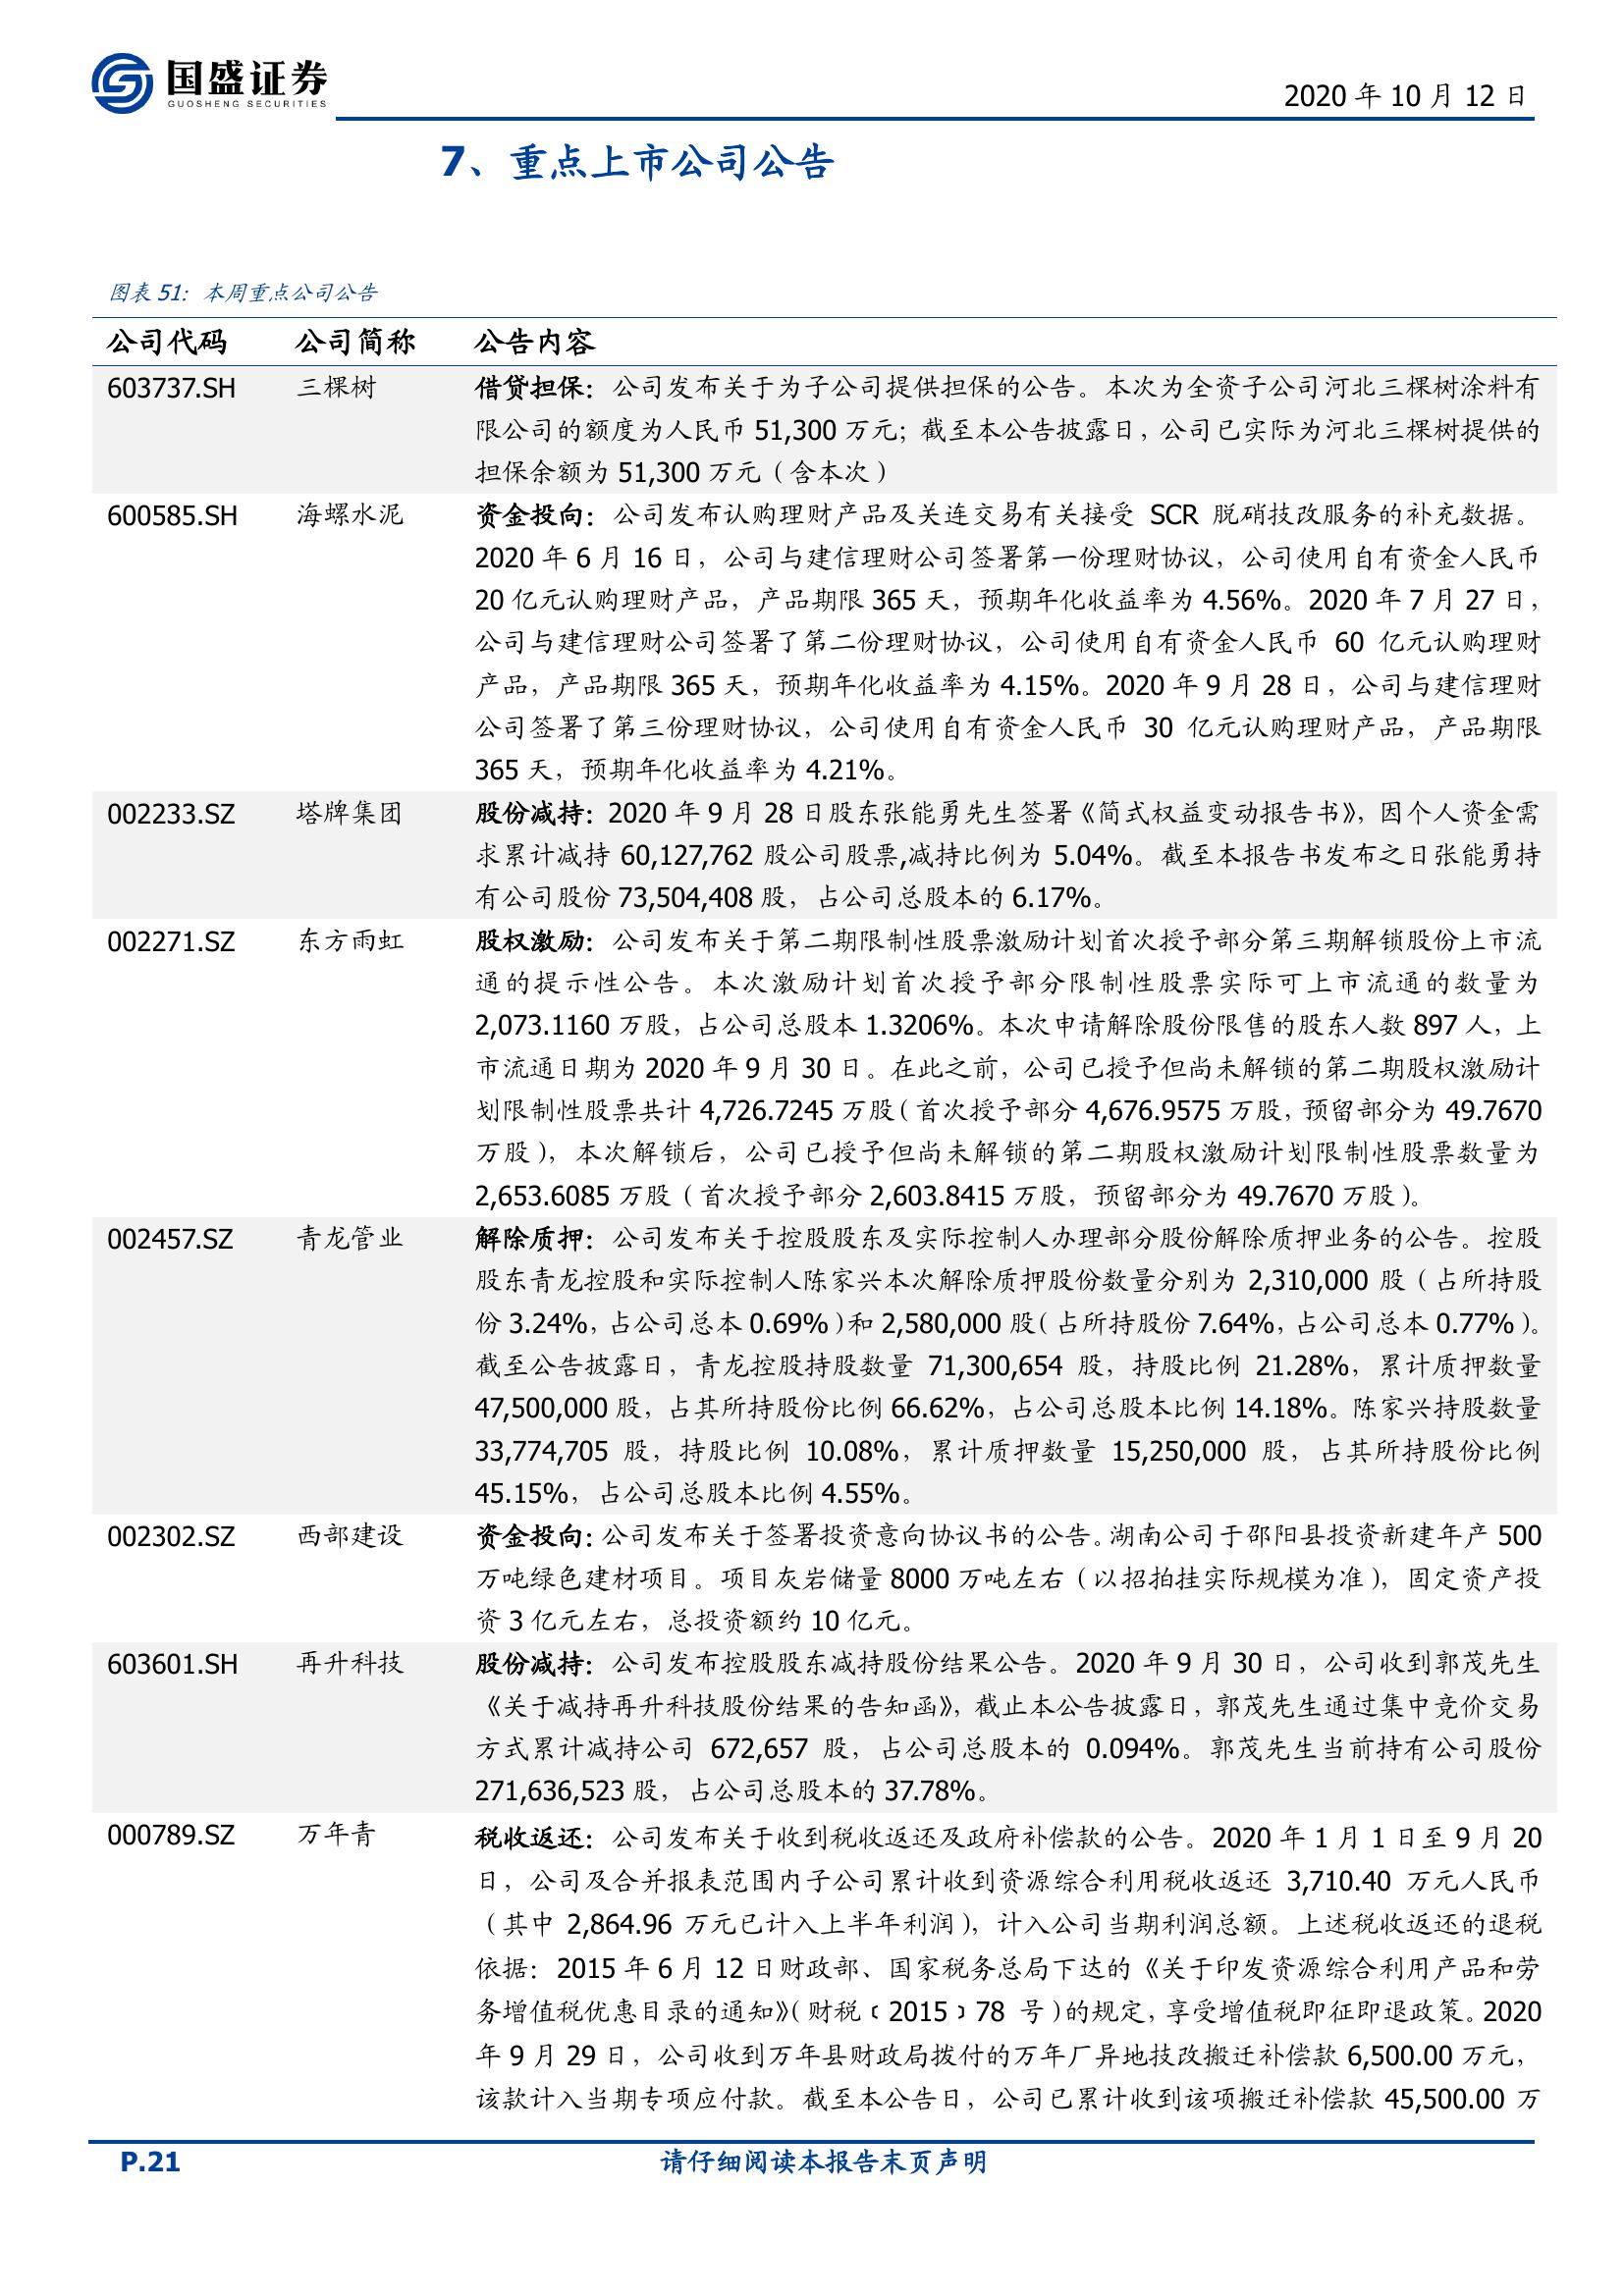 国盛证券
GUOSHENG SECURITIES
2020 年 10 月 12 日
7、重点上市公司公告
图表 51：本周重点公司公告
公司代码 公司简称 公告内容
603737.SH 三棵树 借贷担保：公司发布关于为子公司提供担保的公告。本次为全资子公司河北三棵树涂料有
限公司的额度为人民币 51,300 万元；截至本公告披露日，公司已实际为河北三棵树提供的
担保余额为 51,300 万元（含本次）
600585.SH 海螺水泥 资金投向：公司发布认购理财产品及关连交易有关接受 SCR 脱硝技改服务的补充数据。
2020 年 6 月 16 日，公司与建信理财公司签署第一份理财协议，公司使用自有资金人民币
20 亿元认购理财产品，产品期限 365 天，预期年化收益率为 4.56%。2020 年 7 月 27 日，
公司与建信理财公司签署了第二份理财协议，公司使用自有资金人民币 60 亿元认购理财
产品，产品期限 365 天，预期年化收益率为 4.15%。2020 年 9 月 28 日，公司与建信理财
公司签署了第三份理财协议，公司使用自有资金人民币 30 亿元认购理财产品，产品期限
365 天，预期年化收益率为 4.21%。
002233.SZ 塔牌集团 股份减持：2020 年 9 月 28 日股东张能勇先生签署《简式权益变动报告书》，因个人资金需
求累计减持 60,127,762 股公司股票,减持比例为 5.04%。截至本报告书发布之日张能勇持
有公司股份 73,504,408 股，占公司总股本的 6.17%。
002271.SZ 东方雨虹 股权激励：公司发布关于第二期限制性股票激励计划首次授予部分第三期解锁股份上市流
通的提示性公告。本次激励计划首次授予部分限制性股票实际可上市流通的数量为
2,073.1160 万股，占公司总股本 1.3206%。本次申请解除股份限售的股东人数 897 人，上
市流通日期为 2020 年 9 月 30 日。在此之前，公司已授予但尚未解锁的第二期股权激励计
划限制性股票共计 4,726.7245 万股（首次授予部分 4,676.9575 万股，预留部分为 49.7670
万股），本次解锁后，公司已授予但尚未解锁的第二期股权激励计划限制性股票数量为
2,653.6085 万股（首次授予部分 2,603.8415 万股，预留部分为 49.7670 万股）。
002457.SZ 青龙管业 解除质押：公司发布关于控股股东及实际控制人办理部分股份解除质押业务的公告。控股
股东青龙控股和实际控制人陈家兴本次解除质押股份数量分别为 2,310,000 股（占所持股
份 3.24%，占公司总本 0.69%）和 2,580,000 股（占所持股份 7.64%，占公司总本 0.77%）。
截至公告披露日，青龙控股持股数量 71,300,654 股，持股比例 21.28%，累计质押数量
47,500,000 股，占其所持股份比例 66.62%，占公司总股本比例 14.18%。陈家兴持股数量
33,774,705 股，持股比例 10.08%，累计质押数量 15,250,000 股，占其所持股份比例
45.15%，占公司总股本比例 4.55%。
002302.SZ 西部建设 资金投向：公司发布关于签署投资意向协议书的公告。湖南公司于邵阳县投资新建年产 500
万吨绿色建材项目。项目灰岩储量 8000 万吨左右（以招拍挂实际规模为准），固定资产投
资 3 亿元左右，总投资额约 10 亿元。
603601.SH 再升科技 股份减持：公司发布控股股东减持股份结果公告。2020 年 9 月 30 日，公司收到郭茂先生
《关于减持再升科技股份结果的告知函》，截止本公告披露日，郭茂先生通过集中竞价交易
方式累计减持公司 672,657 股，占公司总股本的 0.094%。郭茂先生当前持有公司股份
271,636,523 股，占公司总股本的 37.78%。
000789.SZ 万年青 税收返还：公司发布关于收到税收返还及政府补偿款的公告。2020 年 1 月 1 日至 9 月 20
日，公司及合并报表范围内子公司累计收到资源综合利用税收返还 3,710.40 万元人民币
（其中 2,864.96 万元已计入上半年利润），计入公司当期利润总额。上述税收返还的退税
依据：2015 年 6 月 12 日财政部、国家税务总局下达的《关于印发资源综合利用产品和劳
务增值税优惠目录的通知》（财税﹝2015﹞78 号）的规定，享受增值税即征即退政策。2020
年 9 月 29 日，公司收到万年县财政局拨付的万年厂异地技改搬迁补偿款 6,500.00 万元，
该款计入当期专项应付款。截至本公告日，公司已累计收到该项搬迁补偿款 45,500.00 万
P.21 请仔细阅读本报告末页声明